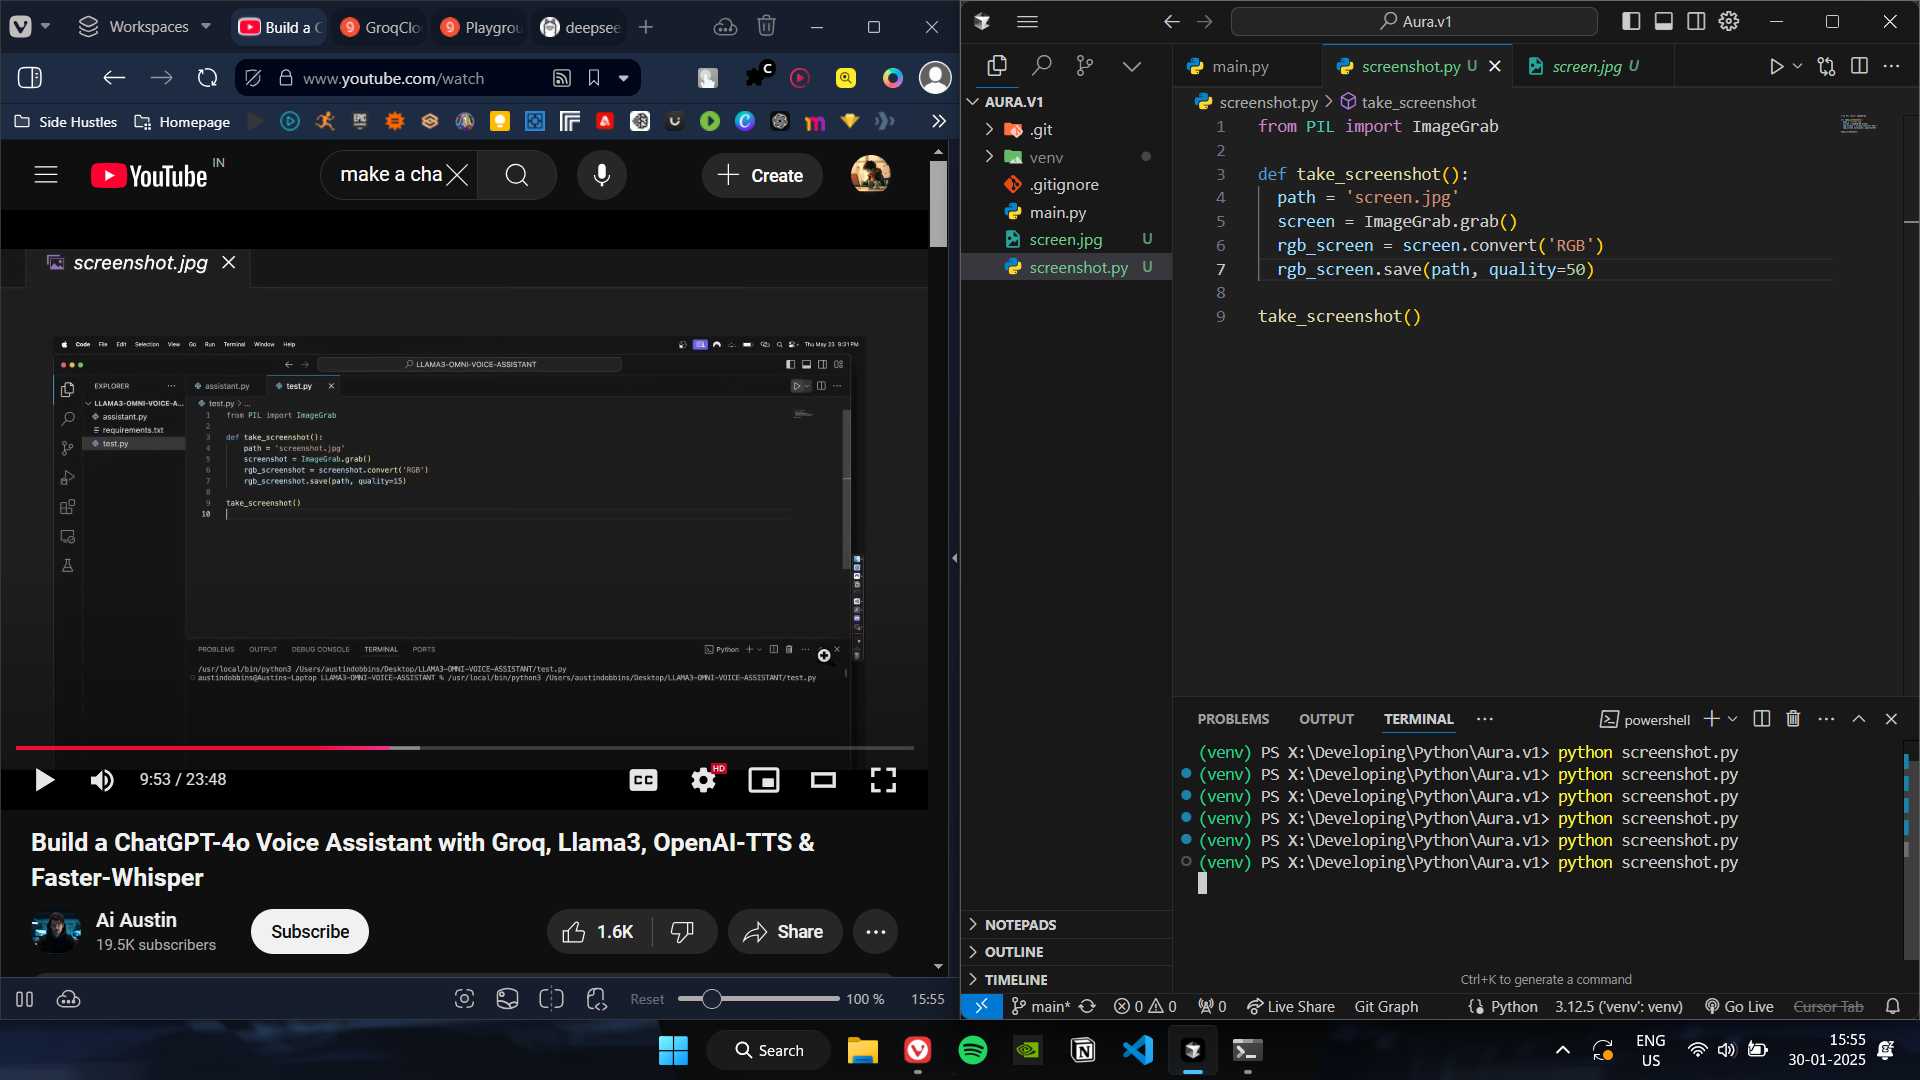 Workspaces
Build a C
GroqClo
Playgrou
deepsee
www.youtube.com/watch
C
Side Hustles
Homepage
YouTube IN
make a cha
Create
screenshot.jpg
Code File Edit Selection View Go Run Terminal Window Help
Thu May 23 9:31 PM
LLAMA3-OMNI-VOICE-ASSISTANT
EXPLORER
assistant.py
test.py
LLAMA3-OMNI-VOICE-A...
assistant.py
requirements.txt
test.py
test.py > ...
1 from PIL import ImageGrab
2
3 def take_screenshot():
4 path = 'screenshot.jpg'
5 screenshot = ImageGrab.grab()
6 rgb_screenshot = screenshot.convert('RGB')
7 rgb_screenshot.save(path, quality=15)
8
9 take_screenshot()
10
PROBLEMS OUTPUT DEBUG CONSOLE TERMINAL PORTS
Python
/usr/local/bin/python3 /Users/austindobbins/Desktop/LLAMA3-OMNI-VOICE-ASSISTANT/test.py
austindobbins@Austins-Laptop LLAMA3-OMNI-VOICE-ASSISTANT % /usr/local/bin/python3 /Users/austindobbins/Desktop/LLAMA3-OMNI-VOICE-ASSISTANT/test.py
9:53 / 23:48
CC
HD
Build a ChatGPT-4o Voice Assistant with Groq, Llama3, OpenAI-TTS &
Faster-Whisper
Ai Austin
19.5K subscribers
Subscribe
1.6K
Share
Reset
100 %
15:55
Aura.v1
main.py
screenshot.py U
screen.jpg U
AURA.V1
.git
venv
.gitignore
main.py
screen.jpg U
screenshot.py U
NOTEPADS
OUTLINE
TIMELINE
screenshot.py > take_screenshot
1 from PIL import ImageGrab
2
3 def take_screenshot():
4 path = 'screen.jpg'
5 screen = ImageGrab.grab()
6 rgb_screen = screen.convert('RGB')
7 rgb_screen.save(path, quality=50)
8
9 take_screenshot()
PROBLEMS OUTPUT TERMINAL
powershell
(venv) PS X:\Developing\Python\Aura.v1> python screenshot.py
(venv) PS X:\Developing\Python\Aura.v1> python screenshot.py
(venv) PS X:\Developing\Python\Aura.v1> python screenshot.py
(venv) PS X:\Developing\Python\Aura.v1> python screenshot.py
(venv) PS X:\Developing\Python\Aura.v1> python screenshot.py
(venv) PS X:\Developing\Python\Aura.v1> python screenshot.py
Ctrl+K to generate a command
main* 0 0 0 Live Share Git Graph Python 3.12.5 ('venv': venv) Go Live Cursor Tab
Search
ENG
US
15:55
30-01-2025